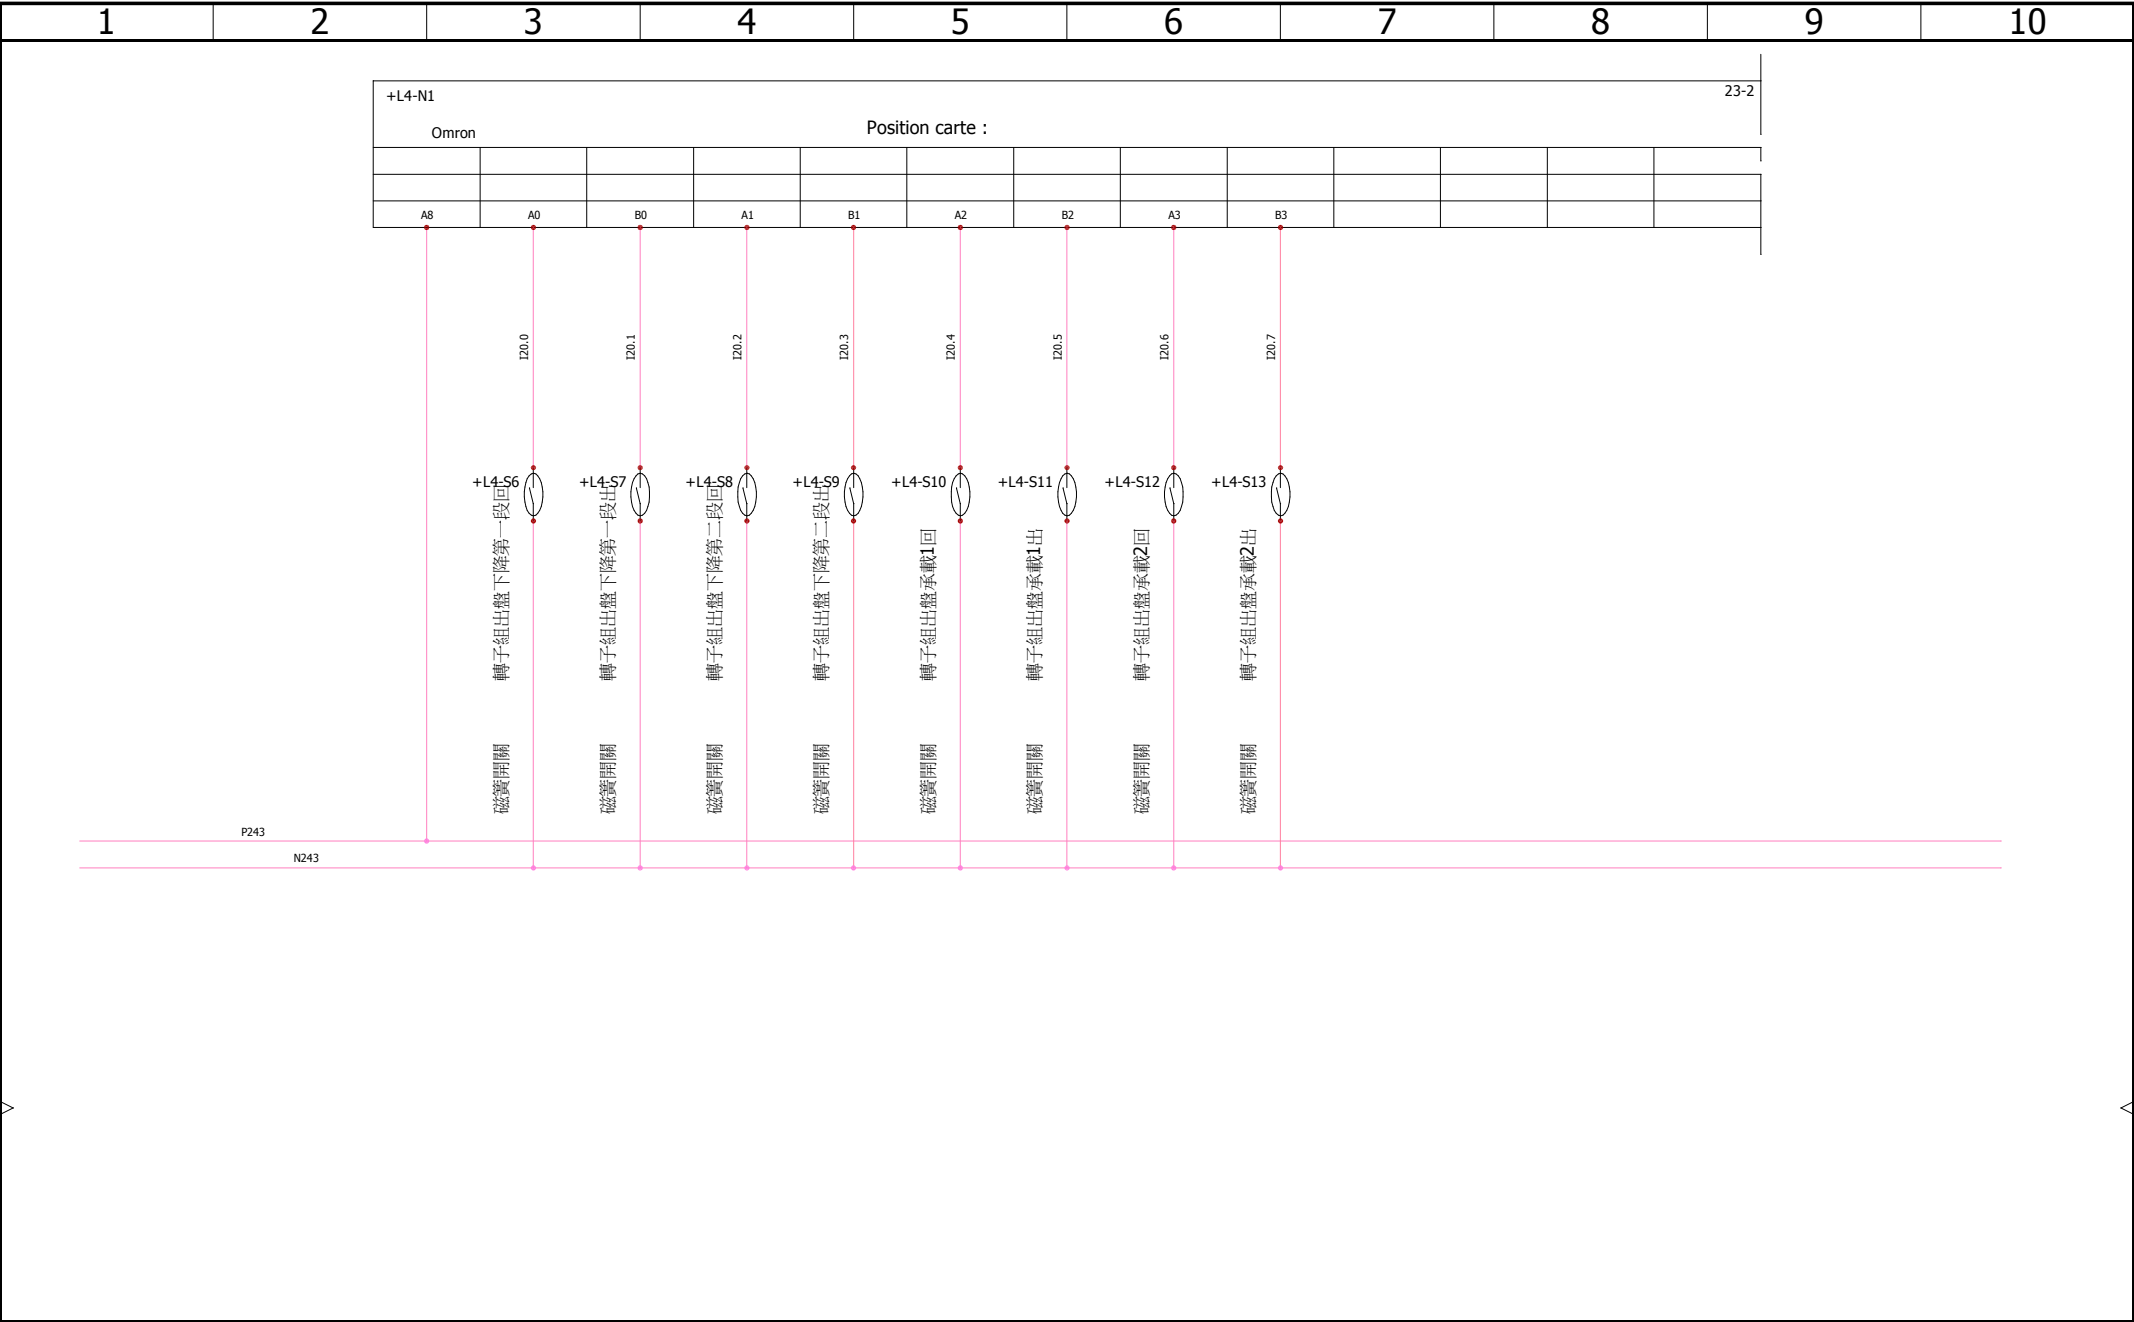 1 2 3 4 5 6 7 8 9 10
+L4-N1 23-2
Omron Position carte :
A8 A0 B0 A1 B1 A2 B2 A3 B3
I20.0 I20.1 I20.2 I20.3 I20.4 I20.5 I20.6 I20.7
+L4-S6 +L4-S7 +L4-S8 +L4-S9 +L4-S10 +L4-S11 +L4-S12 +L4-S13
轉子組出盤下降第一段回
轉子組出盤下降第一段出
轉子組出盤下降第二段回
轉子組出盤下降第二段出
轉子組出盤承載1回
轉子組出盤承載1出
轉子組出盤承載2回
轉子組出盤承載2出
磁簧開關
磁簧開關
磁簧開關
磁簧開關
磁簧開關
磁簧開關
磁簧開關
磁簧開關
P243
N243